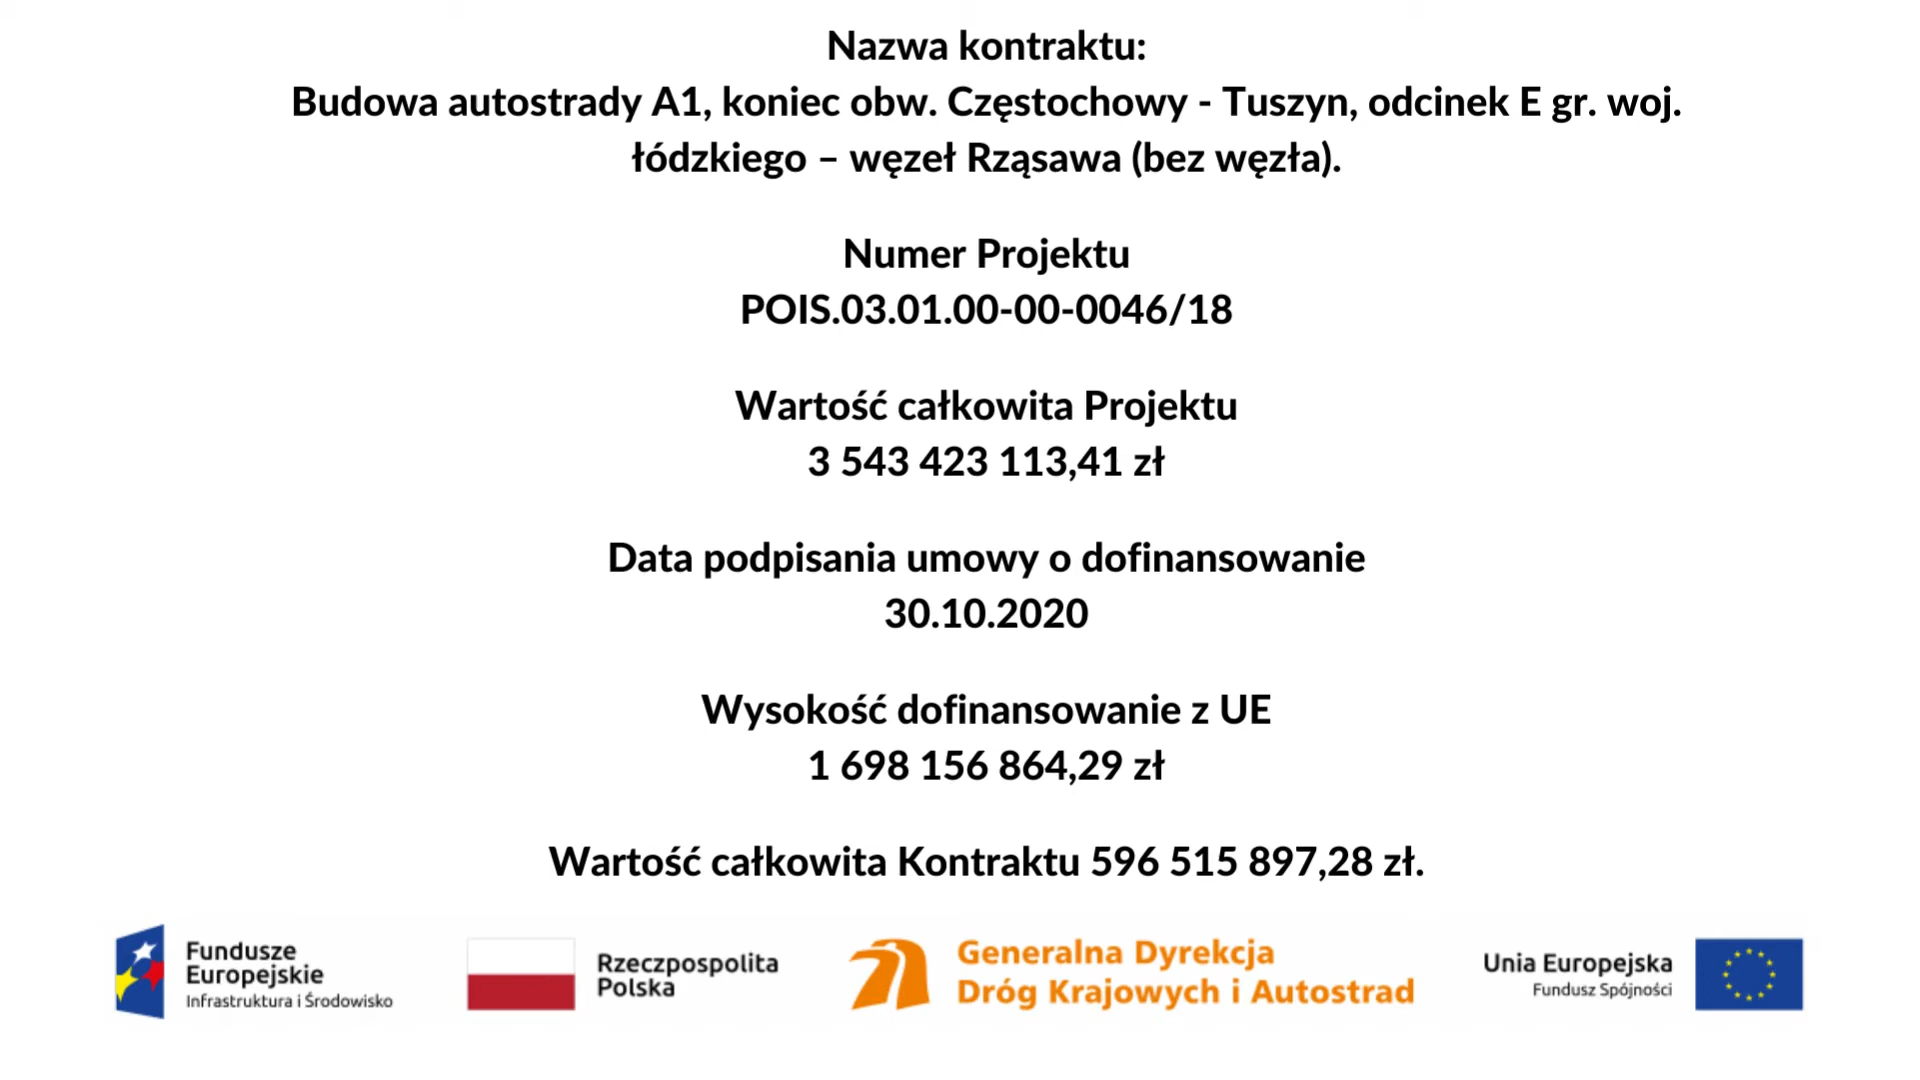 Nazwa kontraktu:
Budowa autostrady A1, koniec obw. Częstochowy - Tuszyn, odcinek E gr. woj.
łódzkiego – węzeł Rząsawa (bez węzła).
Numer Projektu
POIS.03.01.00-00-0046/18
Wartość całkowita Projektu
3 543 423 113,41 zł
Data podpisania umowy o dofinansowanie
30.10.2020
Wysokość dofinansowanie z UE
1 698 156 864,29 zł
Wartość całkowita Kontraktu 596 515 897,28 zł.
Fundusze
Europejskie
Infrastruktura i Środowisko
Rzeczpospolita
Polska
Generalna Dyrekcja
Dróg Krajowych i Autostrad
Unia Europejska
Fundusz Spójności